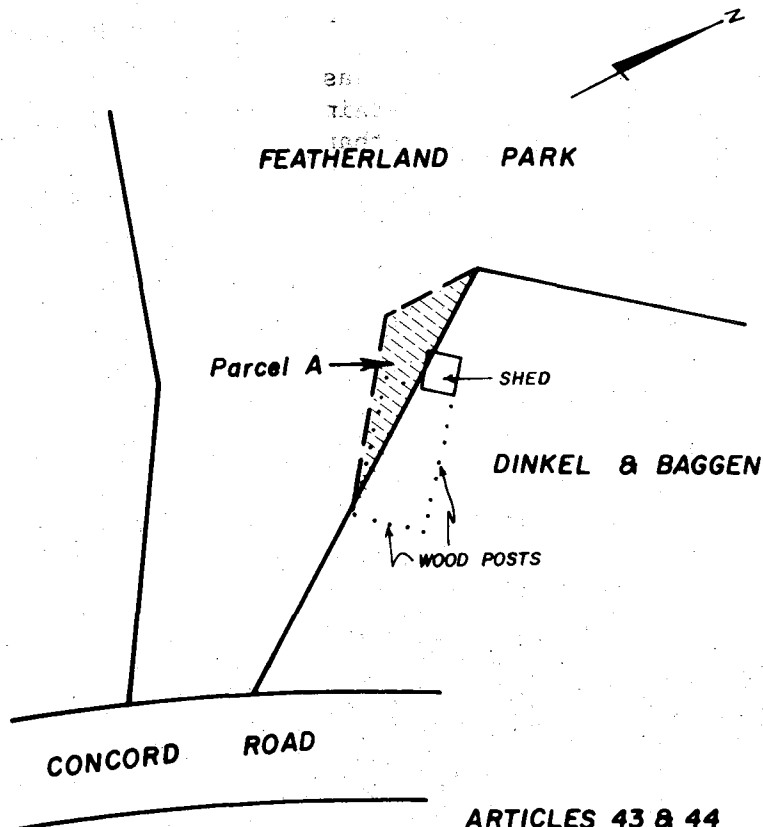 N
FEATHERLAND PARK
Parcel A
SHED
DINKEL & BAGGEN
WOOD POSTS
CONCORD ROAD
ARTICLES 43 & 44